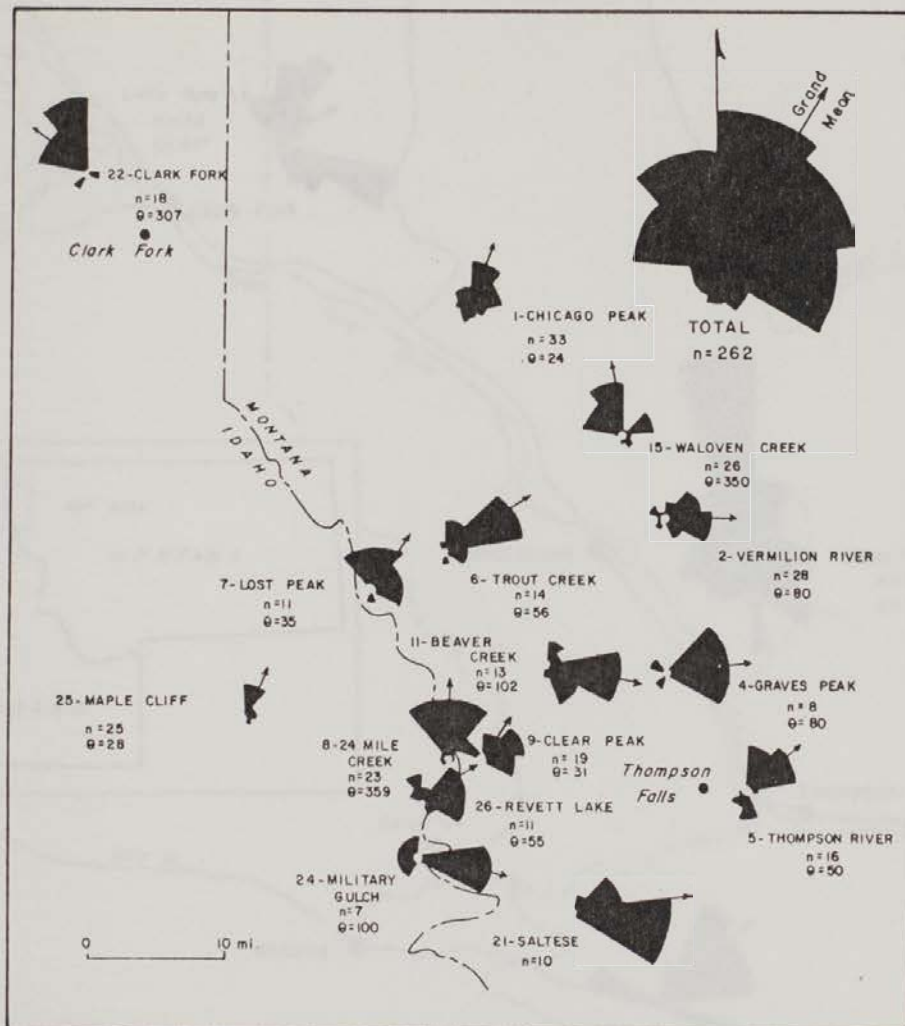 Grand
Mean
22-CLARK FORK
n=18
θ=307
Clark Fork
1-CHICAGO PEAK
n=33
θ=24
TOTAL
n=262
MONTANA
IDAHO
15-WALOVEN CREEK
n=26
θ=350
2-VERMILION RIVER
n=28
θ=80
7-LOST PEAK
n=11
θ=35
6-TROUT CREEK
n=14
θ=56
11-BEAVER
CREEK
n=13
θ=102
4-GRAVES PEAK
n=8
θ=80
25-MAPLE CLIFF
n=25
θ=28
8-24 MILE
CREEK
n=23
θ=359
9-CLEAR PEAK
n=19
θ=31
Thompson
Falls
26-REVETT LAKE
n=11
θ=55
5-THOMPSON RIVER
n=16
θ=50
24-MILITARY
GULCH
n=7
θ=100
21-SALTESE
n=10
0 10 mi.